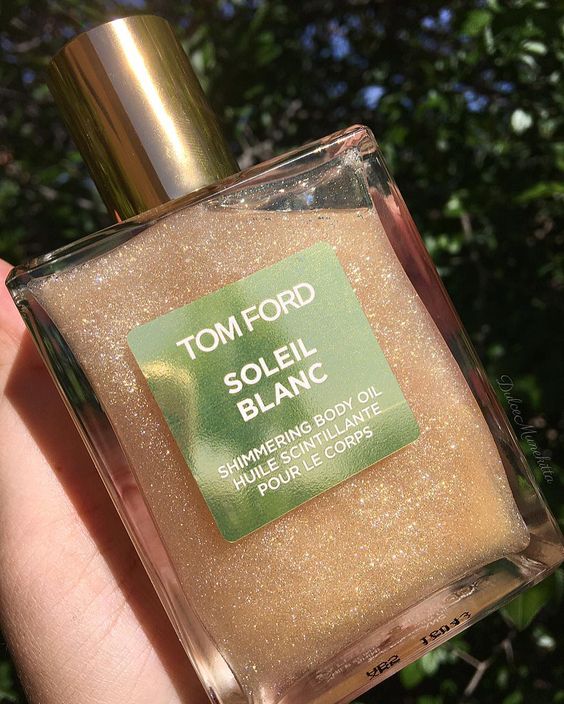 TOM FORD
SOLEIL
BLANC
SHIMMERING BODY OIL
HUILE SCINTILLANTE
POUR LE CORPS